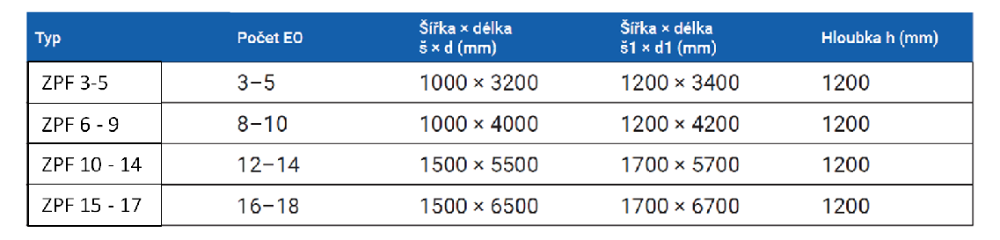 Typ Počet EO Šířka × délka š × d (mm) Šířka × délka š1 × d1 (mm) Hloubka h (mm)
ZPF 3-5 3–5 1000 × 3200 1200 × 3400 1200
ZPF 6 - 9 8–10 1000 × 4000 1200 × 4200 1200
ZPF 10 - 14 12–14 1500 × 5500 1700 × 5700 1200
ZPF 15 - 17 16–18 1500 × 6500 1700 × 6700 1200